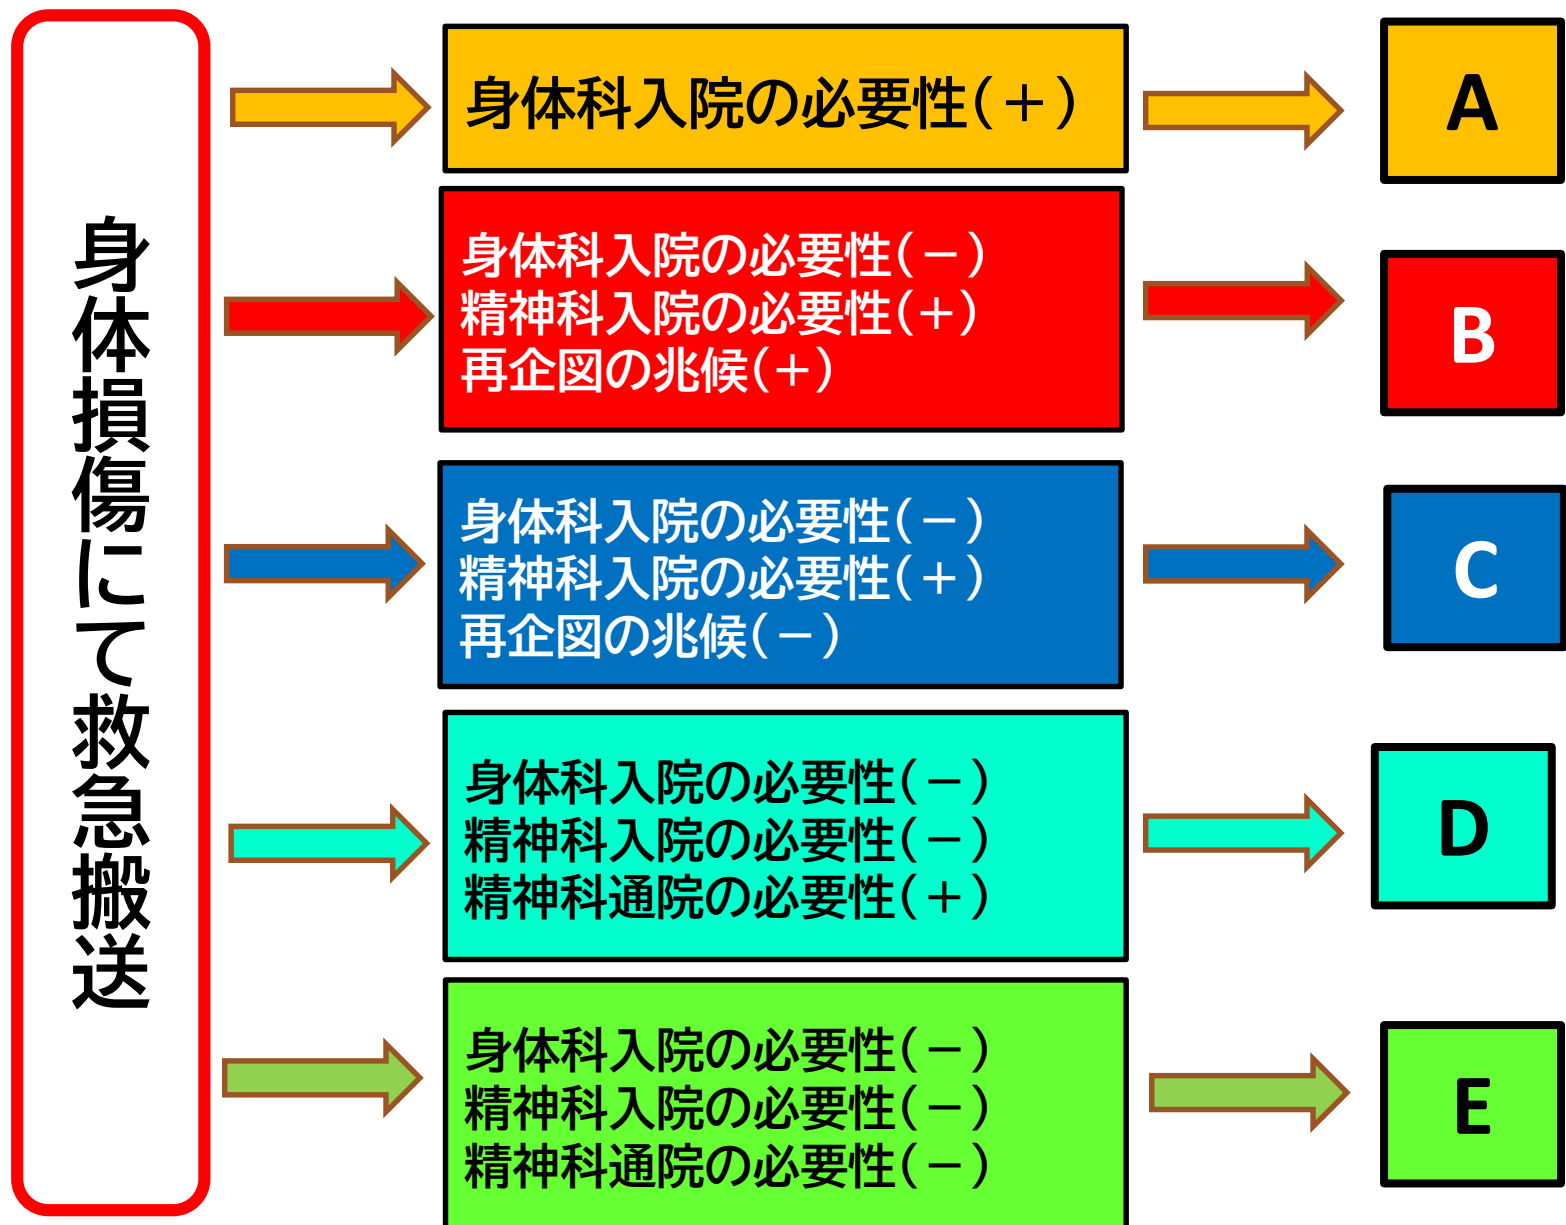 身体損傷にて救急搬送
身体科入院の必要性(+)
A
身体科入院の必要性(-)
精神科入院の必要性(+)
再企図の兆候(+)
B
身体科入院の必要性(-)
精神科入院の必要性(+)
再企図の兆候(-)
C
身体科入院の必要性(-)
精神科入院の必要性(-)
精神科通院の必要性(+)
D
身体科入院の必要性(-)
精神科入院の必要性(-)
精神科通院の必要性(-)
E